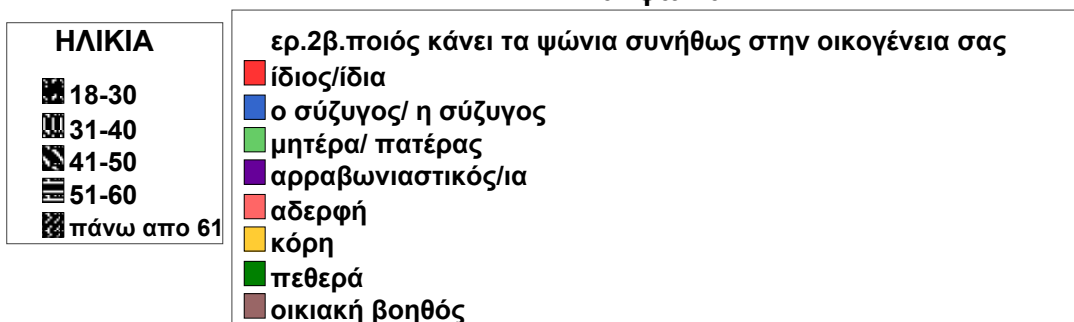 ΗΛΙΚΙΑ
18-30
31-40
41-50
51-60
πάνω απο 61
ερ.2β.ποιός κάνει τα ψώνια συνήθως στην οικογένεια σας
ίδιος/ίδια
ο σύζυγος/ η σύζυγος
μητέρα/ πατέρας
αρραβωνιαστικός/ια
αδερφή
κόρη
πεθερά
οικιακή βοηθός